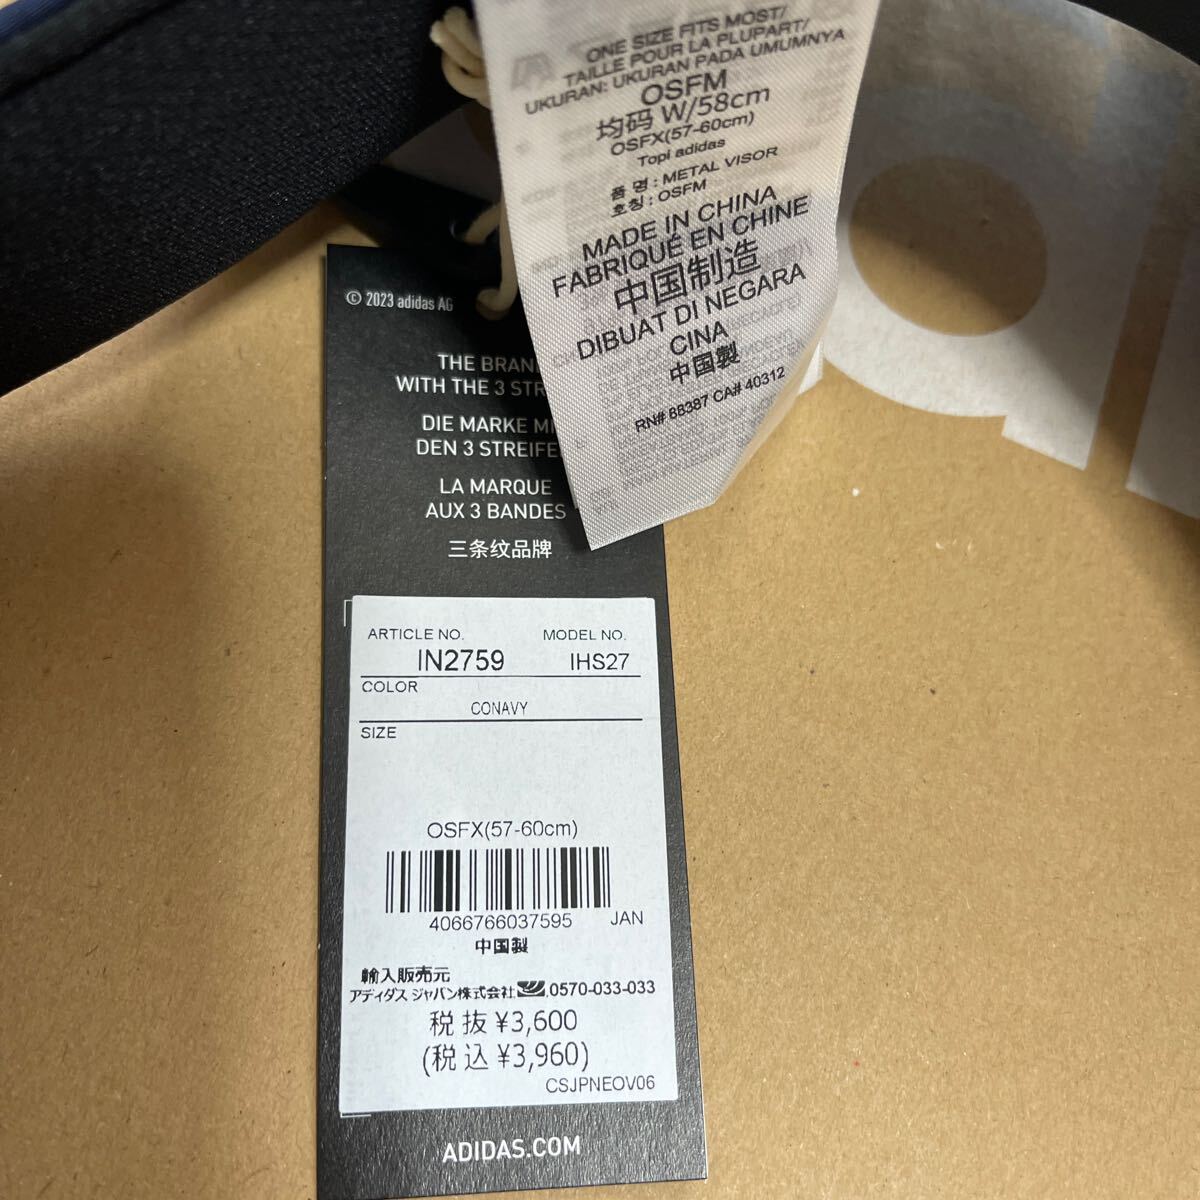 ONE SIZE FITS MOST/
TAILLE POUR LA PLUPART/
UKURAN: UKURAN PADA UMUMNYA
OSFM
均码 W/58cm
OSFX(57-60cm)
Topi adidas
품 명 : METAL VISOR
호칭 : OSFM
MADE IN CHINA
FABRIQUÉ EN CHINE
中国制造
DIBUAT DI NEGARA
CINA
中国製
RN# 88387 CA# 40312
© 2023 adidas AG
THE BRAN
WITH THE 3 STR
DIE MARKE MI
DEN 3 STREIFE
LA MARQUE
AUX 3 BANDES
三条纹品牌
ARTICLE NO. MODEL NO.
IN2759 IHS27
COLOR
CONAVY
SIZE
OSFX(57-60cm)
4066766037595 JAN
中国製
輸入販売元
アディダス ジャパン株式会社 0570-033-033
税 抜 ¥3,600
(税 込 ¥3,960)
CSJPNEOV06
ADIDAS.COM